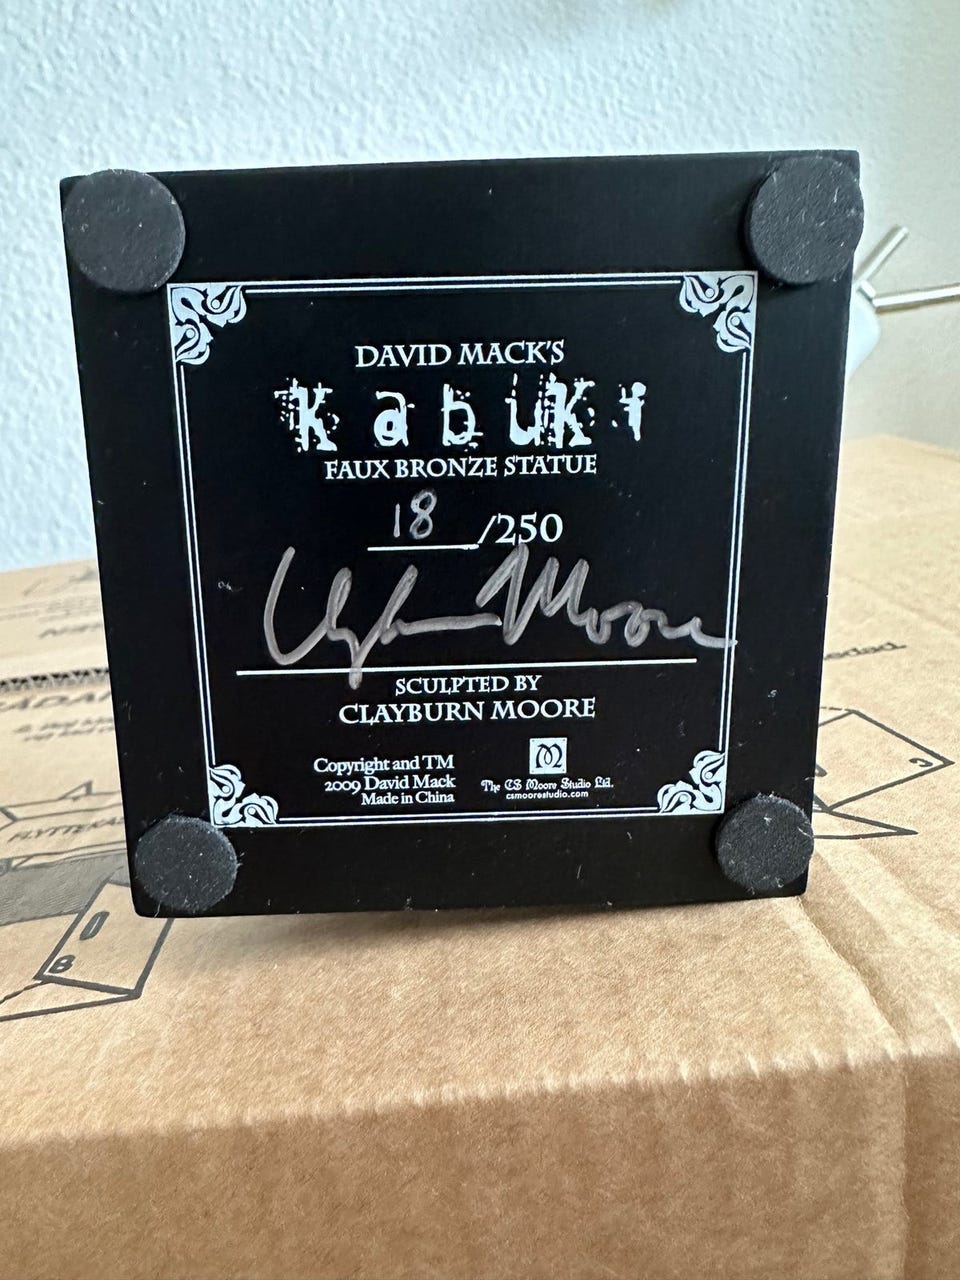 DAVID MACK'S
Kabuki
FAUX BRONZE STATUE
18 /250
Clayburn Moore
SCULPTED BY
CLAYBURN MOORE
Copyright and TM
2009 David Mack
Made in China
The CS Moore Studio Ltd.
csmoorestudio.com
B
C